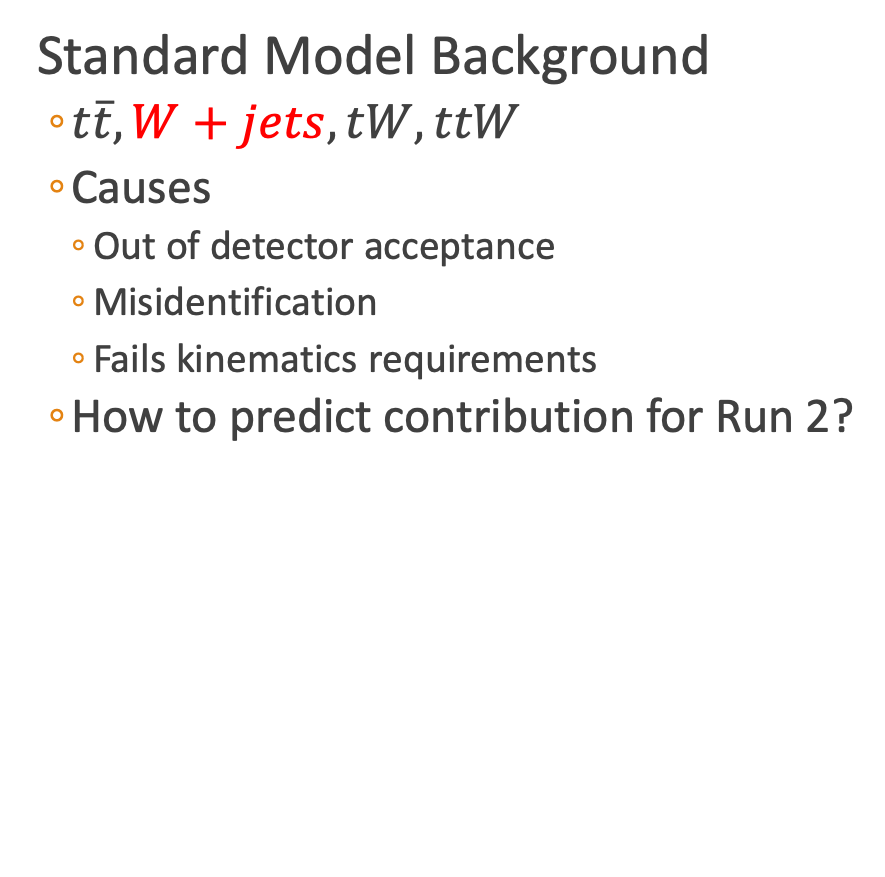 Standard Model Background
◦ tt̄, W + jets, tW, ttW
◦ Causes
◦ Out of detector acceptance
◦ Misidentification
◦ Fails kinematics requirements
◦ How to predict contribution for Run 2?